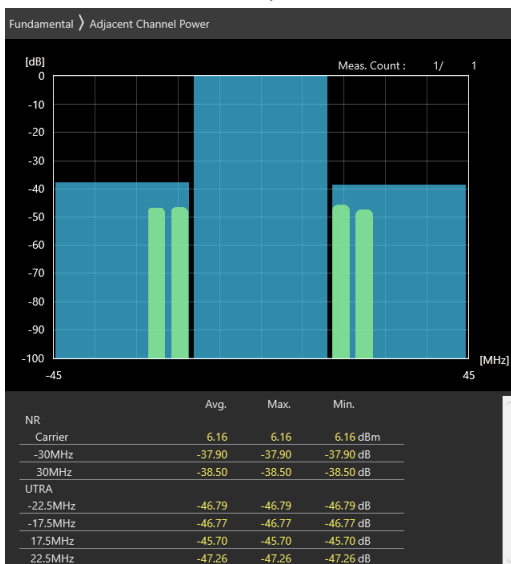 Fundamental 〉 Adjacent Channel Power
[dB] Meas. Count : 1/ 1
0
-10
-20
-30
-40
-50
-60
-70
-80
-90
-100 [MHz]
-45 45
Avg. Max. Min.
NR
Carrier 6.16 6.16 6.16 dBm
-30MHz -37.90 -37.90 -37.90 dB
30MHz -38.50 -38.50 -38.50 dB
UTRA
-22.5MHz -46.79 -46.79 -46.79 dB
-17.5MHz -46.77 -46.77 -46.77 dB
17.5MHz -45.70 -45.70 -45.70 dB
22.5MHz -47.26 -47.26 -47.26 dB